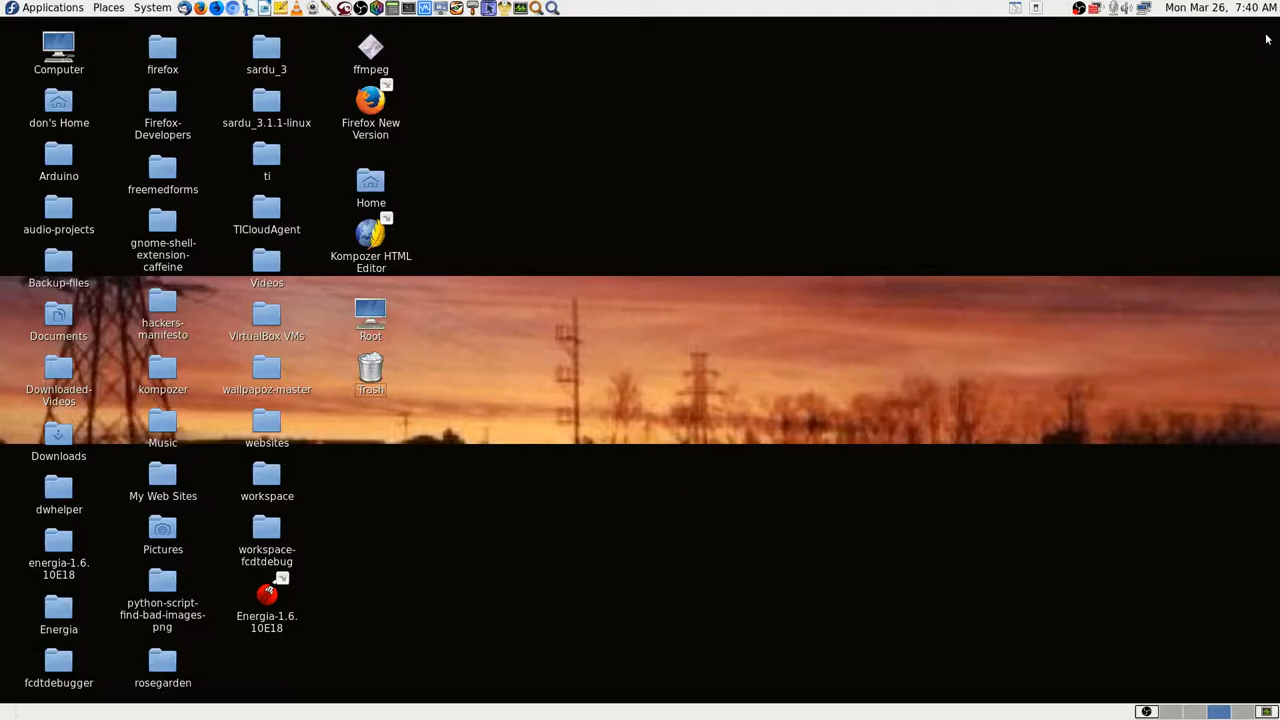 Applications Places System Mon Mar 26, 7:40 AM
Computer
don's Home
Arduino
audio-projects
Backup-files
Documents
Downloaded-
Videos
Downloads
dwhelper
energia-1.6.
10E18
Energia
fcdtdebugger
firefox
Firefox-
Developers
freemedforms
gnome-shell-
extension-
caffeine
hackers-
manifesto
kompozer
Music
My Web Sites
Pictures
python-script-
find-bad-images-
png
rosegarden
sardu_3
sardu_3.1.1-linux
ti
TICloudAgent
Videos
VirtualBox VMs
wallpapoz-master
websites
workspace
workspace-
fcdtdebug
Energia-1.6.
10E18
ffmpeg
Firefox New
Version
Home
Kompozer HTML
Editor
Root
Trash